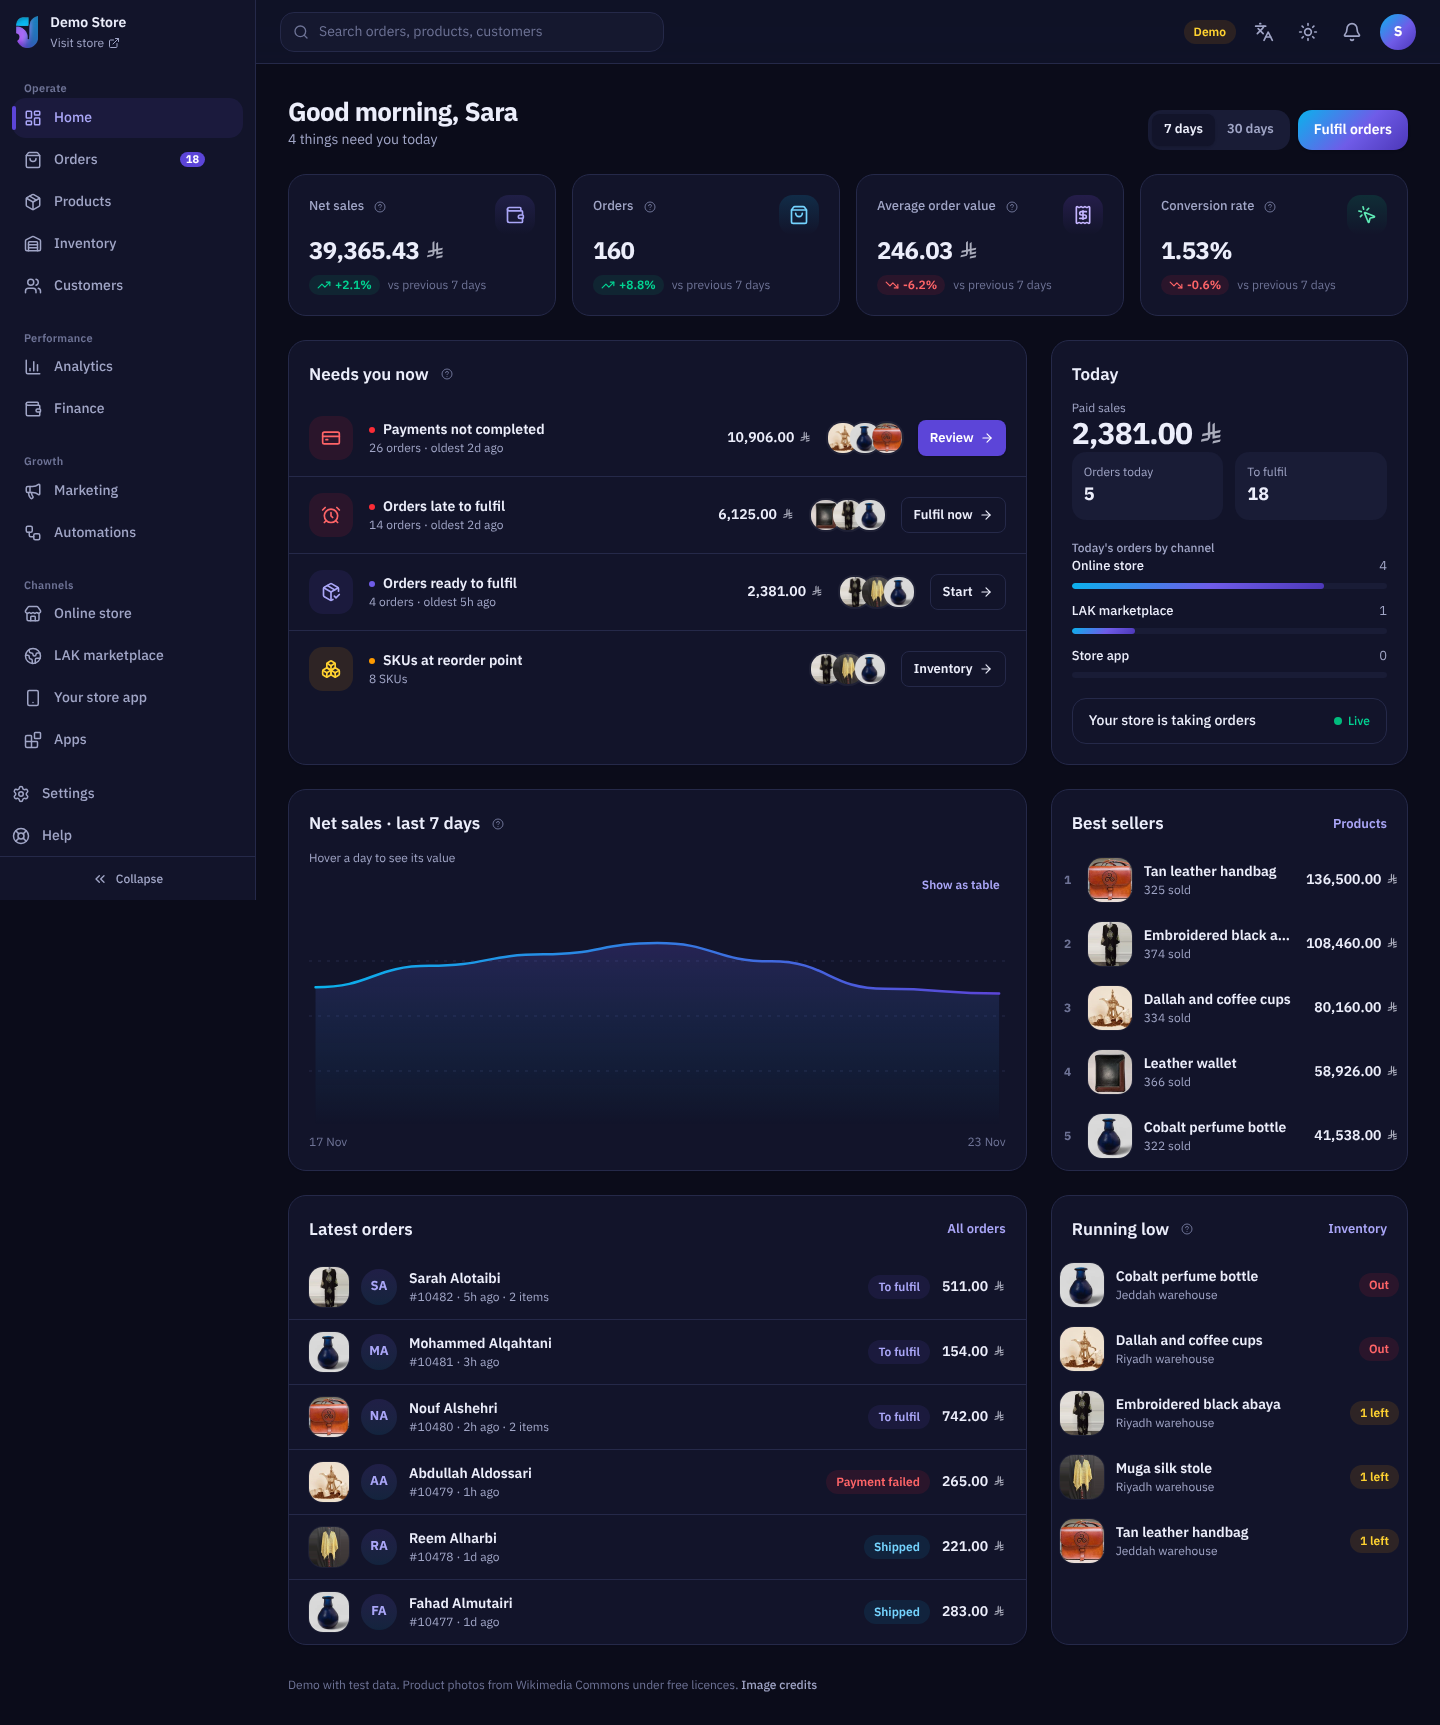 Demo Store
Visit store
Search orders, products, customers
Demo
S
Operate
Home
Orders 18
Products
Inventory
Customers
Performance
Analytics
Finance
Growth
Marketing
Automations
Channels
Online store
LAK marketplace
Your store app
Apps
Settings
Help
Collapse
Good morning, Sara
4 things need you today
7 days 30 days Fulfil orders
Net sales
39,365.43 ⃁
+2.1% vs previous 7 days
Orders
160
+8.8% vs previous 7 days
Average order value
246.03 ⃁
-6.2% vs previous 7 days
Conversion rate
1.53%
-0.6% vs previous 7 days
Needs you now
Payments not completed
26 orders · oldest 2d ago
10,906.00 ⃁ Review
Orders late to fulfil
14 orders · oldest 2d ago
6,125.00 ⃁ Fulfil now
Orders ready to fulfil
4 orders · oldest 5h ago
2,381.00 ⃁ Start
SKUs at reorder point
8 SKUs
Inventory
Today
Paid sales
2,381.00 ⃁
Orders today
5
To fulfil
18
Today's orders by channel
Online store 4
LAK marketplace 1
Store app 0
Your store is taking orders Live
Net sales · last 7 days
Hover a day to see its value
Show as table
17 Nov 23 Nov
Best sellers Products
1 Tan leather handbag 136,500.00 ⃁
325 sold
2 Embroidered black a... 108,460.00 ⃁
374 sold
3 Dallah and coffee cups 80,160.00 ⃁
334 sold
4 Leather wallet 58,926.00 ⃁
366 sold
5 Cobalt perfume bottle 41,538.00 ⃁
322 sold
Latest orders All orders
SA Sarah Alotaibi To fulfil 511.00 ⃁
#10482 · 5h ago · 2 items
MA Mohammed Alqahtani To fulfil 154.00 ⃁
#10481 · 3h ago
NA Nouf Alshehri To fulfil 742.00 ⃁
#10480 · 2h ago · 2 items
AA Abdullah Aldossari Payment failed 265.00 ⃁
#10479 · 1h ago
RA Reem Alharbi Shipped 221.00 ⃁
#10478 · 1d ago
FA Fahad Almutairi Shipped 283.00 ⃁
#10477 · 1d ago
Running low Inventory
Cobalt perfume bottle Out
Jeddah warehouse
Dallah and coffee cups Out
Riyadh warehouse
Embroidered black abaya 1 left
Riyadh warehouse
Muga silk stole 1 left
Riyadh warehouse
Tan leather handbag 1 left
Jeddah warehouse
Demo with test data. Product photos from Wikimedia Commons under free licences. Image credits